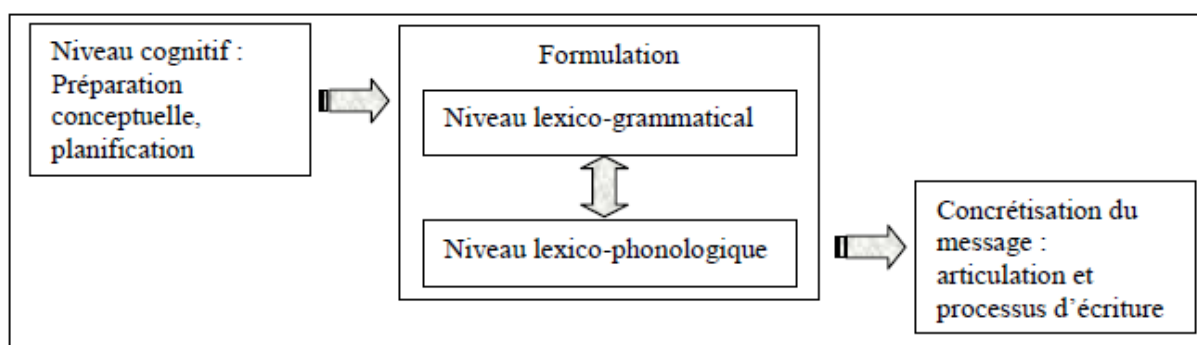 Niveau cognitif :
Préparation
conceptuelle,
planification
Formulation
Niveau lexico-grammatical
Niveau lexico-phonologique
Concrétisation du
message :
articulation et
processus d’écriture